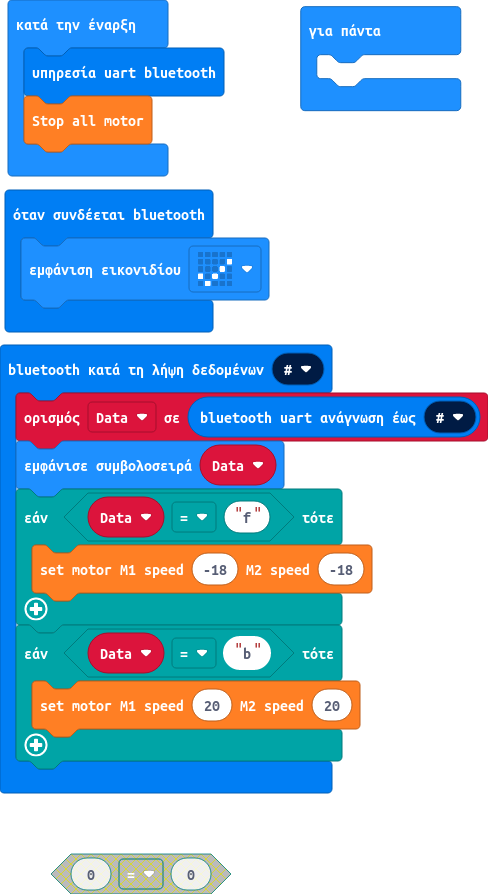 κατά την έναρξη
υπηρεσία uart bluetooth
Stop all motor
για πάντα
όταν συνδέεται bluetooth
εμφάνιση εικονιδίου
bluetooth κατά τη λήψη δεδομένων #
ορισμός Data σε bluetooth uart ανάγνωση έως #
εμφάνισε συμβολοσειρά Data
εάν Data = "f" τότε
set motor M1 speed -18 M2 speed -18
εάν Data = "b" τότε
set motor M1 speed 20 M2 speed 20
0 = 0